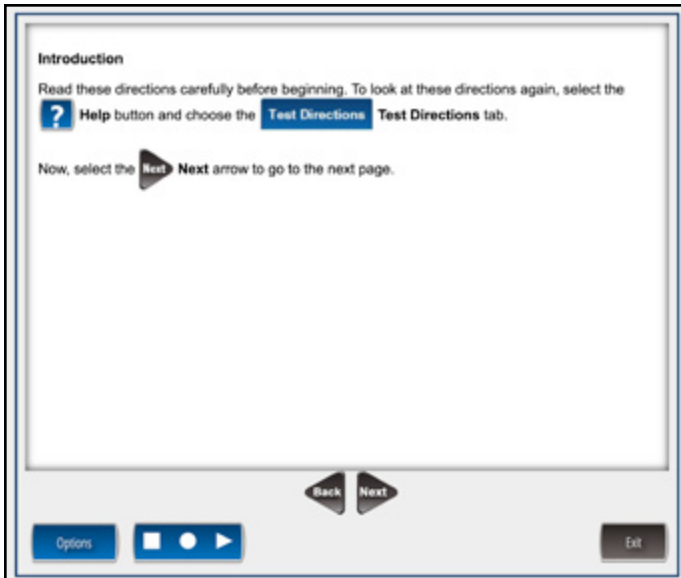 Introduction
Read these directions carefully before beginning. To look at these directions again, select the
? Help button and choose the Test Directions Test Directions tab.
Now, select the Next Next arrow to go to the next page.
Back Next
Options Exit